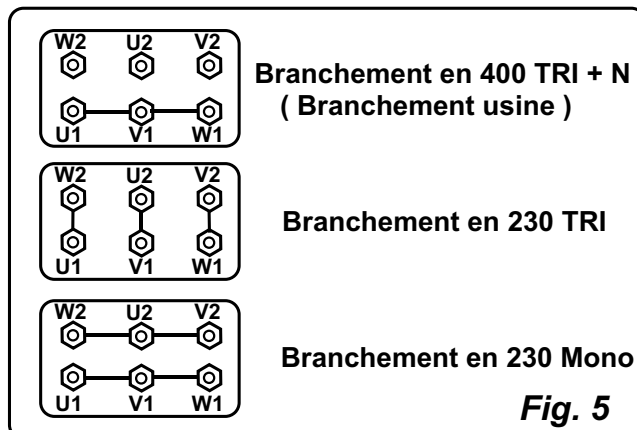 W2 U2 V2
U1 V1 W1
Branchement en 400 TRI + N
( Branchement usine )
W2 U2 V2
U1 V1 W1
Branchement en 230 TRI
W2 U2 V2
U1 V1 W1
Branchement en 230 Mono
Fig. 5